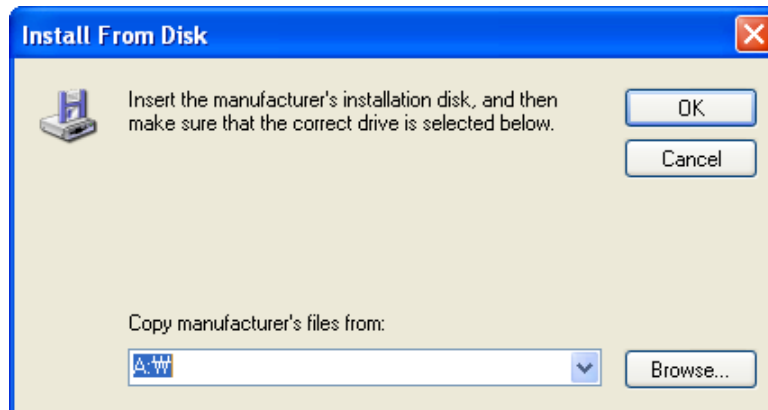 Install From Disk
Insert the manufacturer's installation disk, and then
make sure that the correct drive is selected below.
OK
Cancel
Copy manufacturer's files from:
A:₩
Browse...